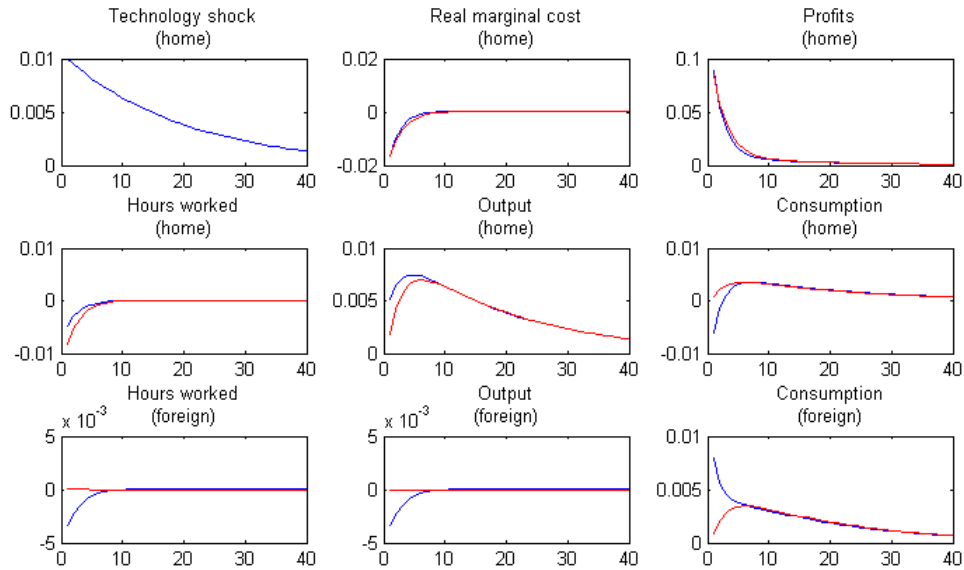 Technology shock
(home)
Real marginal cost
(home)
Profits
(home)
0.01
0.005
0
0 10 20 30 40
0.02
0
-0.02
0 10 20 30 40
0.1
0.05
0
0 10 20 30 40
Hours worked
(home)
Output
(home)
Consumption
(home)
0.01
0
-0.01
0 10 20 30 40
0.01
0.005
0
0 10 20 30 40
0.01
0
-0.01
0 10 20 30 40
Hours worked
(foreign)
Output
(foreign)
Consumption
(foreign)
x 10^-3
5
0
-5
0 10 20 30 40
x 10^-3
5
0
-5
0 10 20 30 40
0.01
0.005
0
0 10 20 30 40